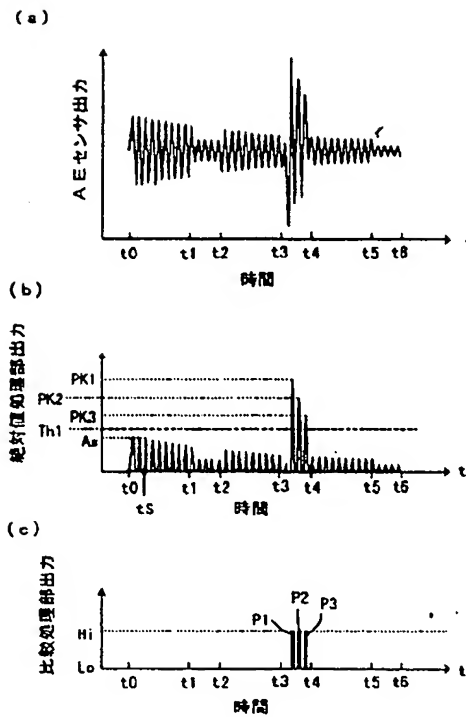 (a)
AEセンサ出力
t0 t1 t2 t3 t4 t5 t6
時間
(b)
絶対値処理部出力
PK1
PK2
PK3
Th1
As
t0 t1 t2 t3 t4 t5 t6 t
tS
時間
(c)
比較処理部出力
P1 P2 P3
Hi
Lo
t0 t1 t2 t3 t4 t5 t6 t
時間